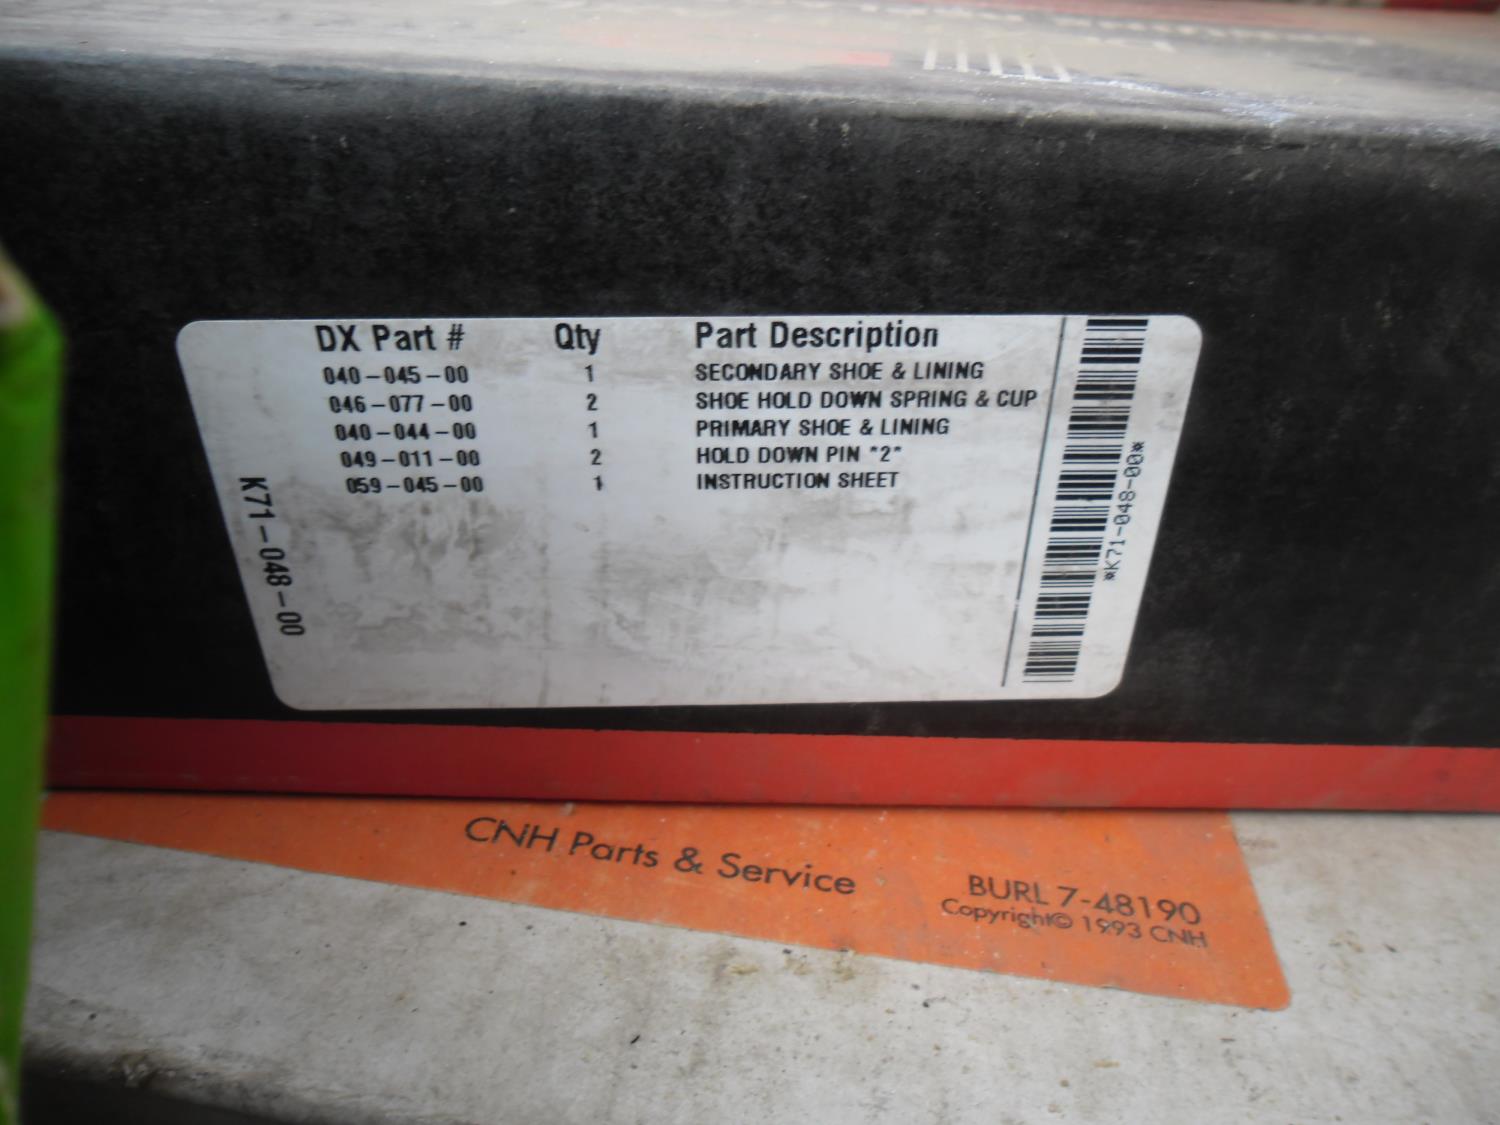 DX Part # Qty Part Description
040-045-00 1 SECONDARY SHOE & LINING
046-077-00 2 SHOE HOLD DOWN SPRING & CUP
040-044-00 1 PRIMARY SHOE & LINING
049-011-00 2 HOLD DOWN PIN "2"
059-045-00 1 INSTRUCTION SHEET
K71-048-00
*K71-048-00*
CNH Parts & Service
BURL 7-48190
Copyright© 1993 CNH